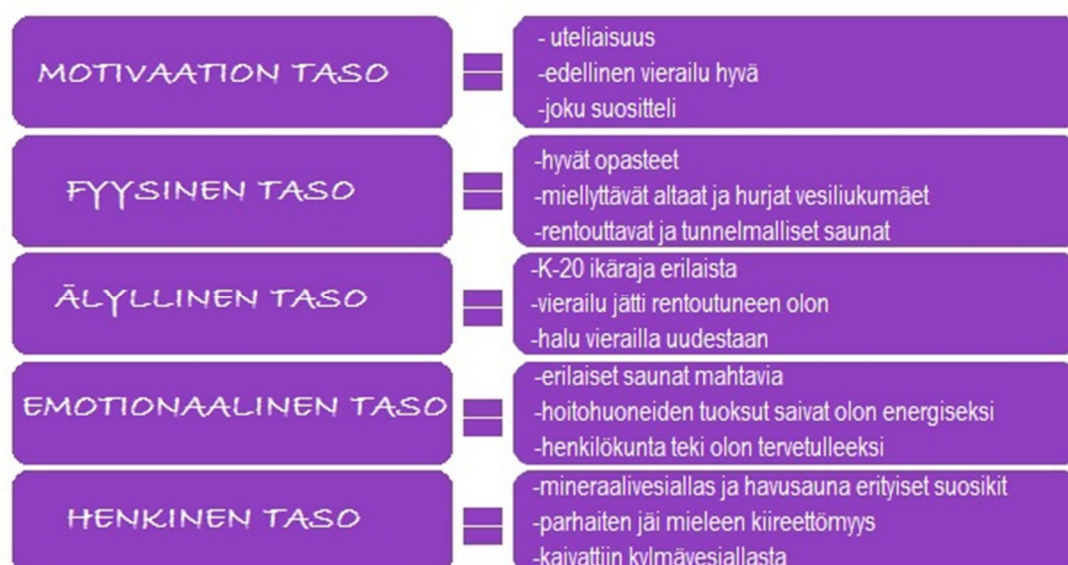 MOTIVAATION TASO
- uteliaisuus
-edellinen vierailu hyvä
-joku suositteli
FYYSINEN TASO
-hyvät opasteet
-miellyttävät altaat ja hurjat vesiliukumäet
-rentouttavat ja tunnelmalliset saunat
ÄLYLLINEN TASO
-K-20 ikäraja erilaista
-vierailu jätti rentoutuneen olon
-halu vierailla uudestaan
EMOTIONAALINEN TASO
-erilaiset saunat mahtavia
-hoitohuoneiden tuoksut saivat olon energiseksi
-henkilökunta teki olon tervetulleeksi
HENKINEN TASO
-mineraalivesiallas ja havusauna erityiset suosikit
-parhaiten jäi mieleen kiireettömyys
-kaivattiin kylmävesiallasta